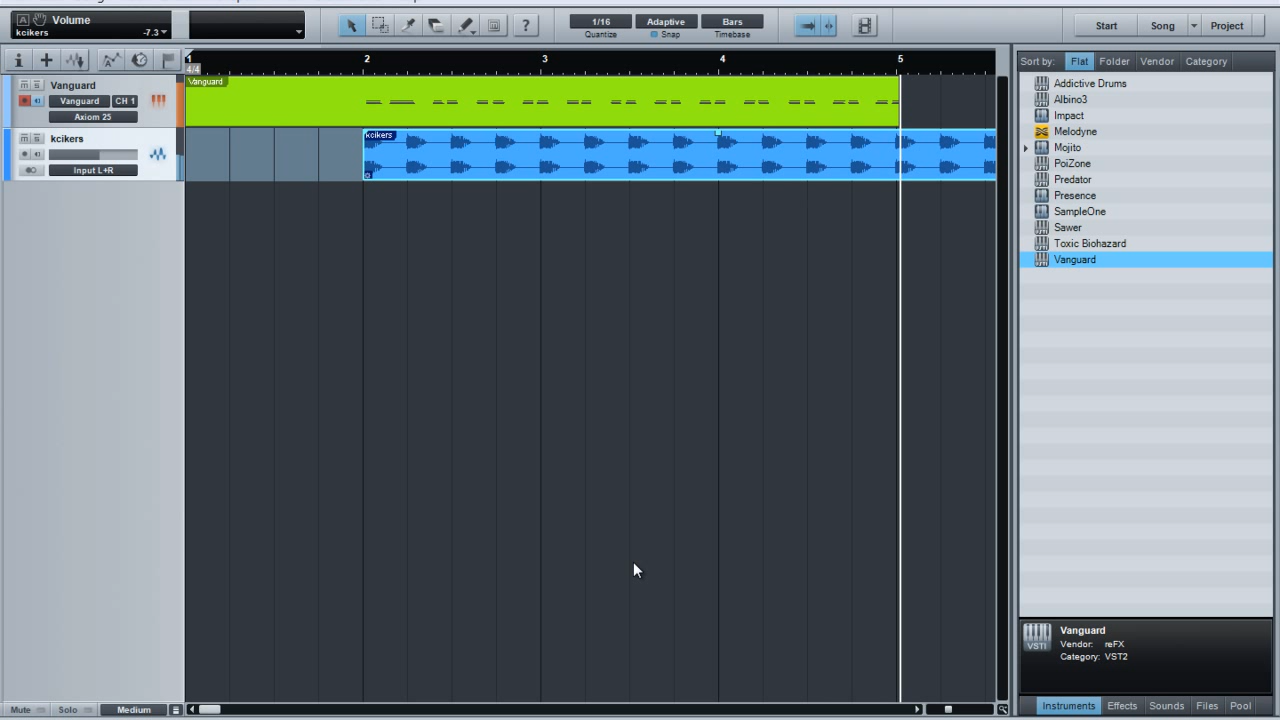 Volume
kcikers -7.3
1/16
Quantize
Adaptive
Snap
Bars
Timebase
?
Start Song Project
1 2 3 4 5
4/4
Sort by: Flat Folder Vendor Category
M S Vanguard
Vanguard CH 1
Axiom 25
M S kcikers
Input L+R
Vanguard
kcikers
Addictive Drums
Albino3
Impact
Melodyne
Mojito
PoiZone
Predator
Presence
SampleOne
Sawer
Toxic Biohazard
Vanguard
VSTi
Vanguard
Vendor: reFX
Category: VST2
Mute Solo Medium
Instruments Effects Sounds Files Pool